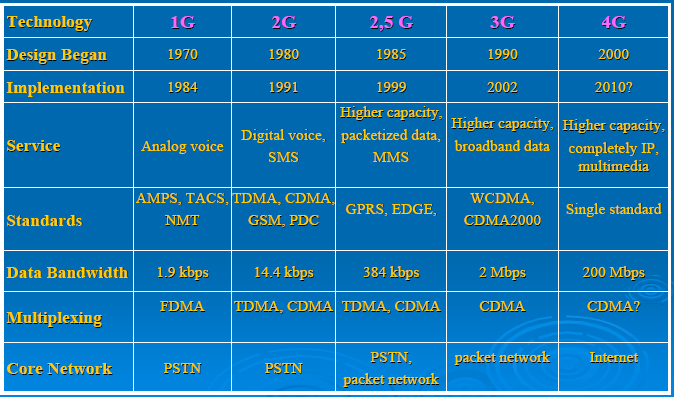 Technology 1G 2G 2,5 G 3G 4G
Design Began 1970 1980 1985 1990 2000
Implementation 1984 1991 1999 2002 2010?
Service Analog voice Digital voice, SMS Higher capacity, packetized data, MMS Higher capacity, broadband data Higher capacity, completely IP, multimedia
Standards AMPS, TACS, NMT TDMA, CDMA, GSM, PDC GPRS, EDGE, WCDMA, CDMA2000 Single standard
Data Bandwidth 1.9 kbps 14.4 kbps 384 kbps 2 Mbps 200 Mbps
Multiplexing FDMA TDMA, CDMA TDMA, CDMA CDMA CDMA?
Core Network PSTN PSTN PSTN, packet network packet network Internet